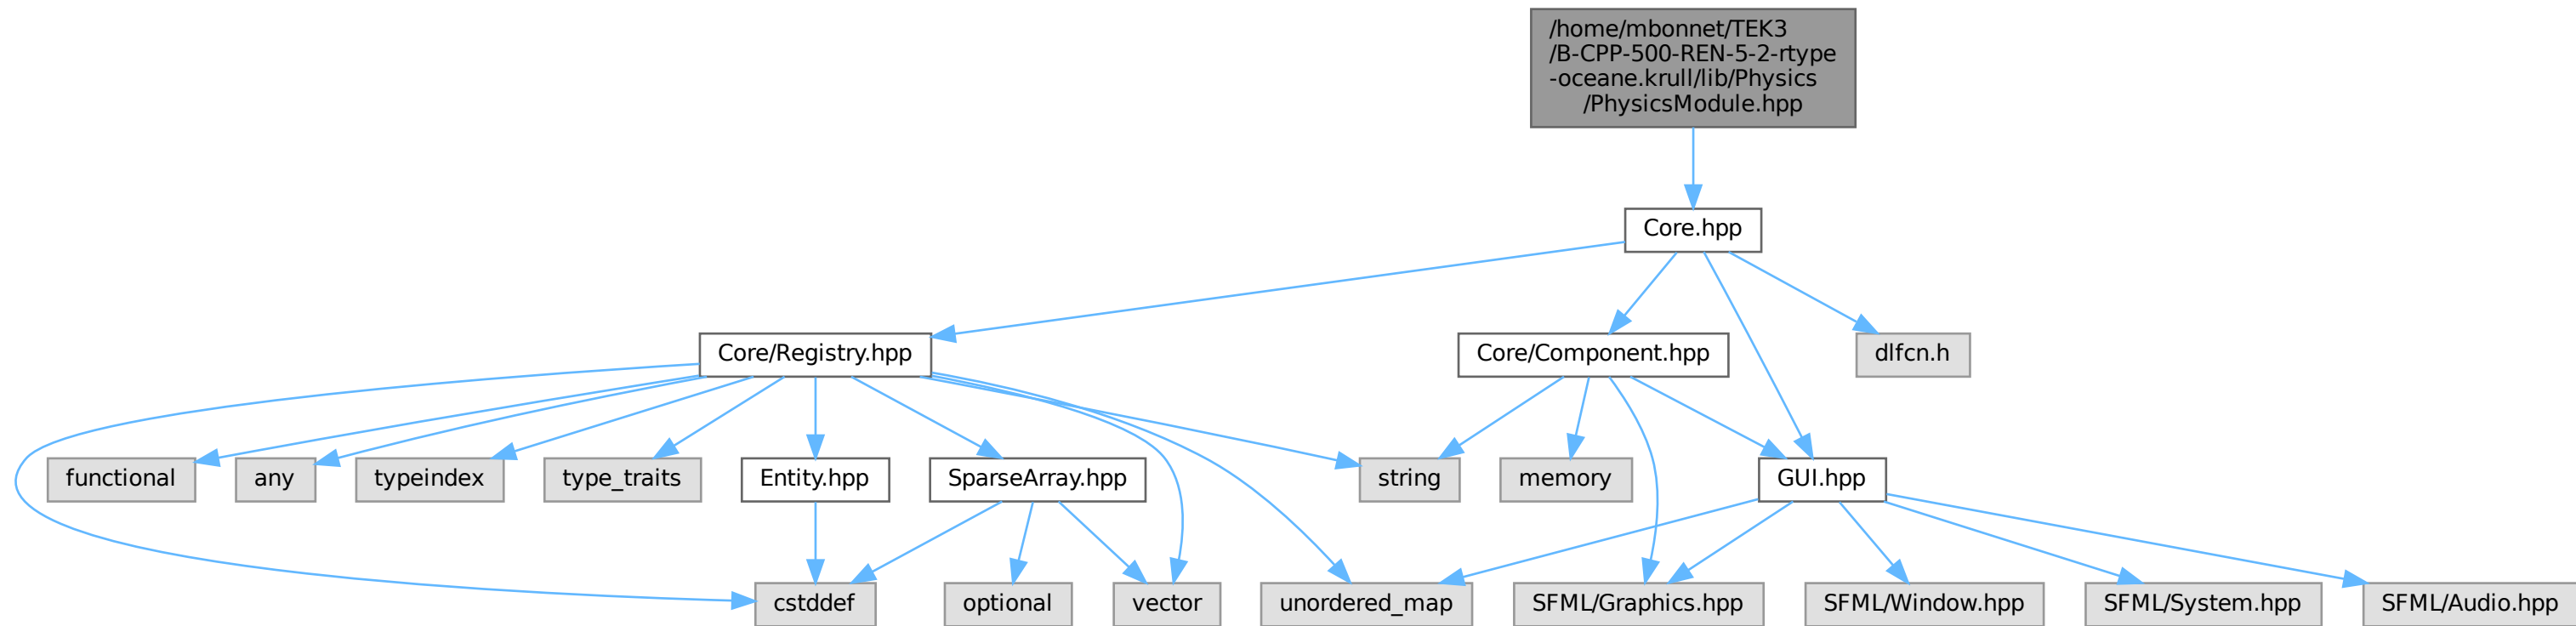 /home/mbonnet/TEK3
/B-CPP-500-REN-5-2-rtype
-oceane.krull/lib/Physics
/PhysicsModule.hpp
Core.hpp
Core/Registry.hpp
Core/Component.hpp
dlfcn.h
functional
any
typeindex
type_traits
Entity.hpp
SparseArray.hpp
string
memory
GUI.hpp
cstddef
optional
vector
unordered_map
SFML/Graphics.hpp
SFML/Window.hpp
SFML/System.hpp
SFML/Audio.hpp